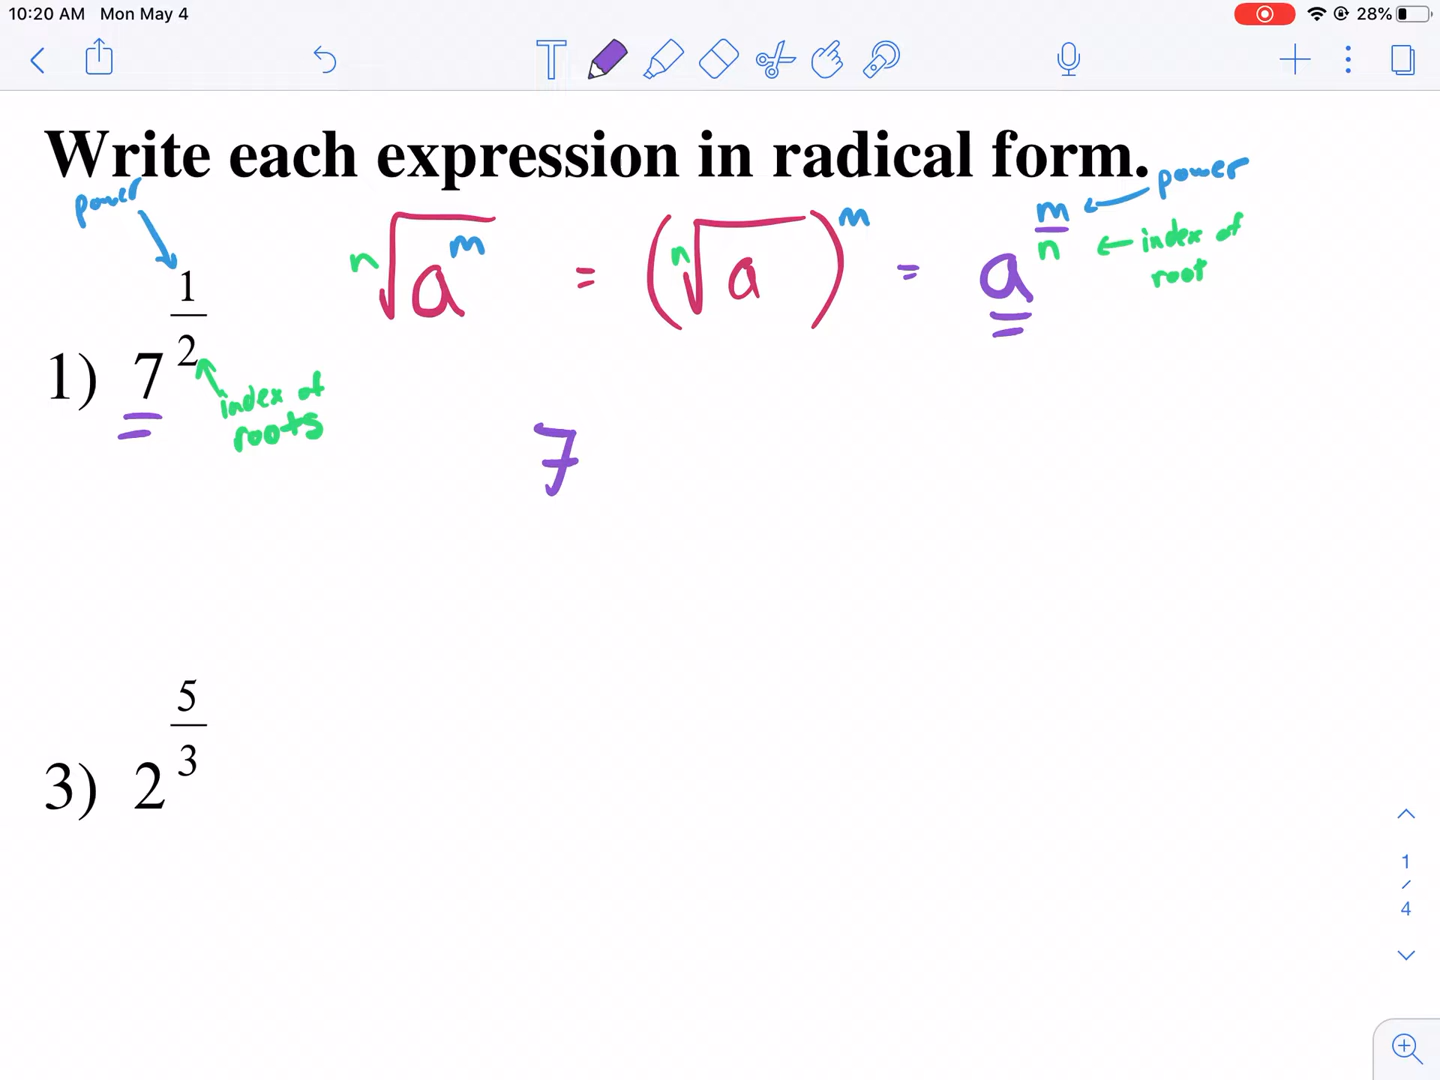 10:20 AM Mon May 4
28%
T
Write each expression in radical form.
power
ⁿ√a^m = (ⁿ√a)^m = a^(m/n)
power
index of
root
1) 7^(1/2)
index of
roots
7
3) 2^(5/3)
1
/
4